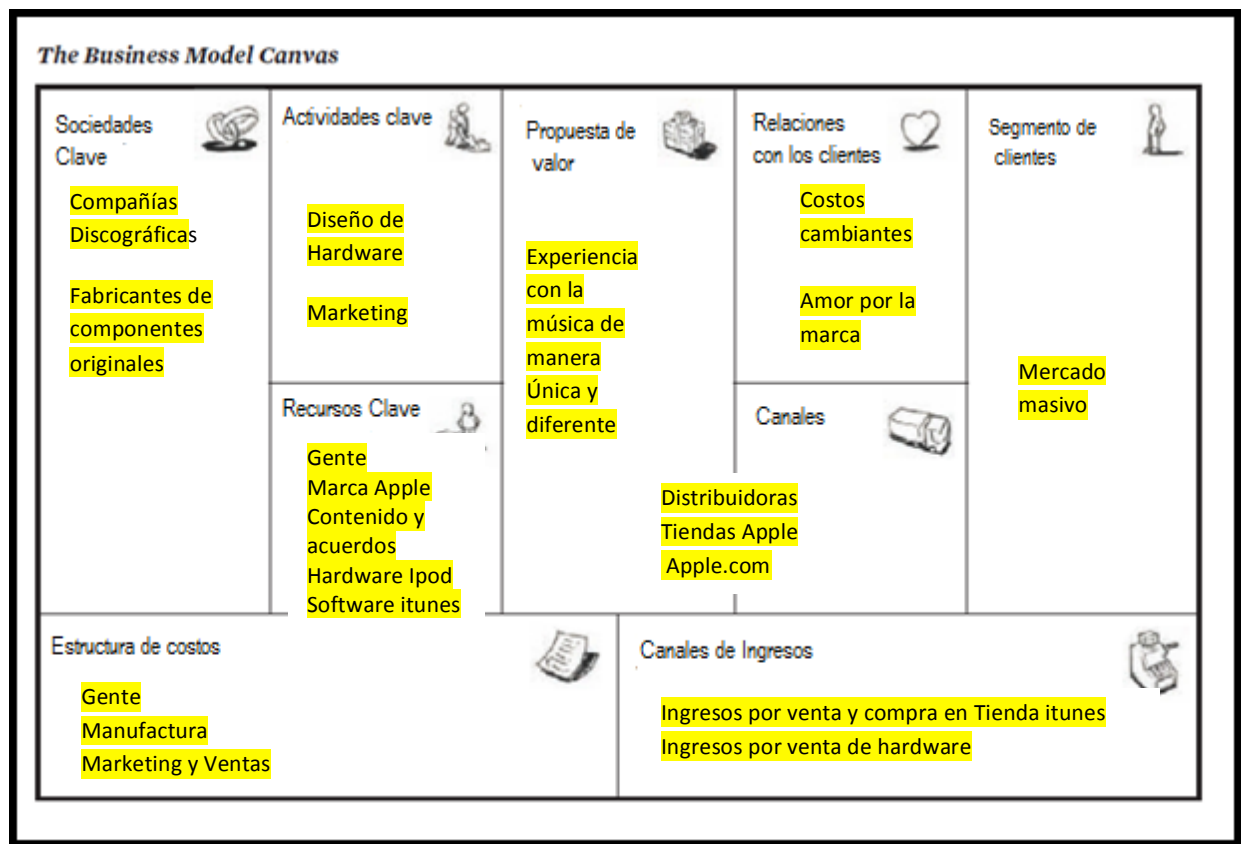 The Business Model Canvas
Sociedades
Clave
Compañías
Discográficas
Fabricantes de
componentes
originales
Actividades clave
Diseño de
Hardware
Marketing
Recursos Clave
Gente
Marca Apple
Contenido y
acuerdos
Hardware Ipod
Software itunes
Propuesta de
valor
Experiencia
con la
música de
manera
Única y
diferente
Relaciones
con los clientes
Costos
cambiantes
Amor por la
marca
Canales
Distribuidoras
Tiendas Apple
Apple.com
Segmento de
clientes
Mercado
masivo
Estructura de costos
Gente
Manufactura
Marketing y Ventas
Canales de Ingresos
Ingresos por venta y compra en Tienda itunes
Ingresos por venta de hardware